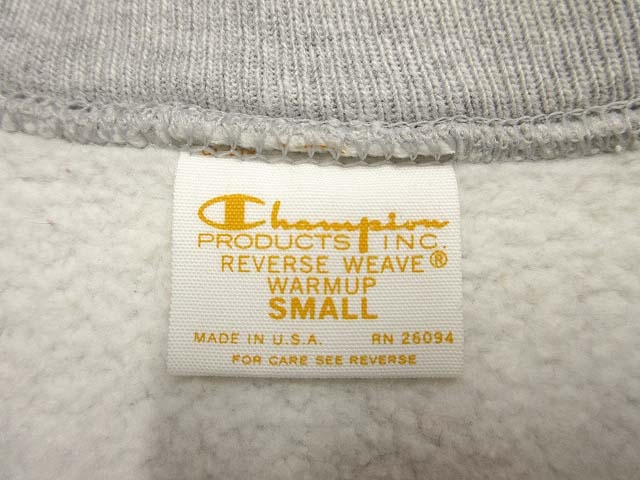 Champion
PRODUCTS INC.
REVERSE WEAVE®
WARMUP
SMALL
MADE IN U.S.A. RN 26094
FOR CARE SEE REVERSE